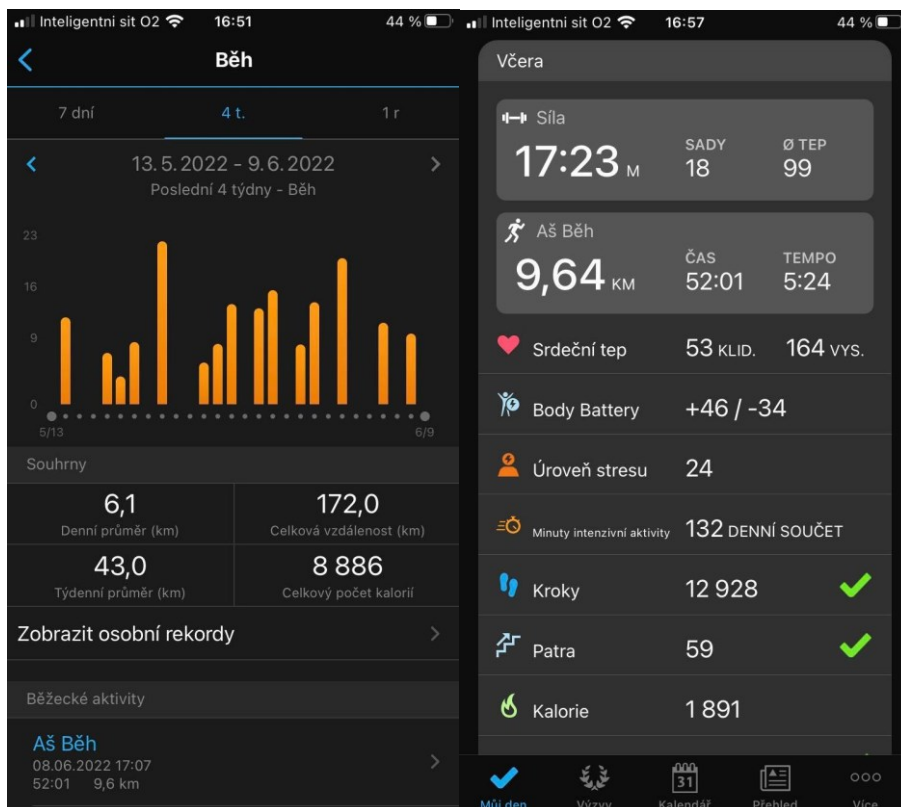 Inteligentni sit O2 16:51 44 %
Běh
7 dní 4 t. 1 r
13. 5. 2022 - 9. 6. 2022
Poslední 4 týdny - Běh
23
16
9
0
5/13 6/9
Souhrny
6,1 172,0
Denní průměr (km) Celková vzdálenost (km)
43,0 8 886
Týdenní průměr (km) Celkový počet kalorií
Zobrazit osobní rekordy
Běžecké aktivity
Aš Běh
08.06.2022 17:07
52:01 9,6 km
Inteligentni sit O2 16:57 44 %
Včera
Síla
17:23 M
SADY Ø TEP
18 99
Aš Běh
9,64 KM
ČAS TEMPO
52:01 5:24
Srdeční tep 53 KLID. 164 VYS.
Body Battery +46 / -34
Úroveň stresu 24
Minuty intenzivní aktivity 132 DENNÍ SOUČET
Kroky 12 928
Patra 59
Kalorie 1 891
31
Můj den Výzvy Kalendář Přehled Více